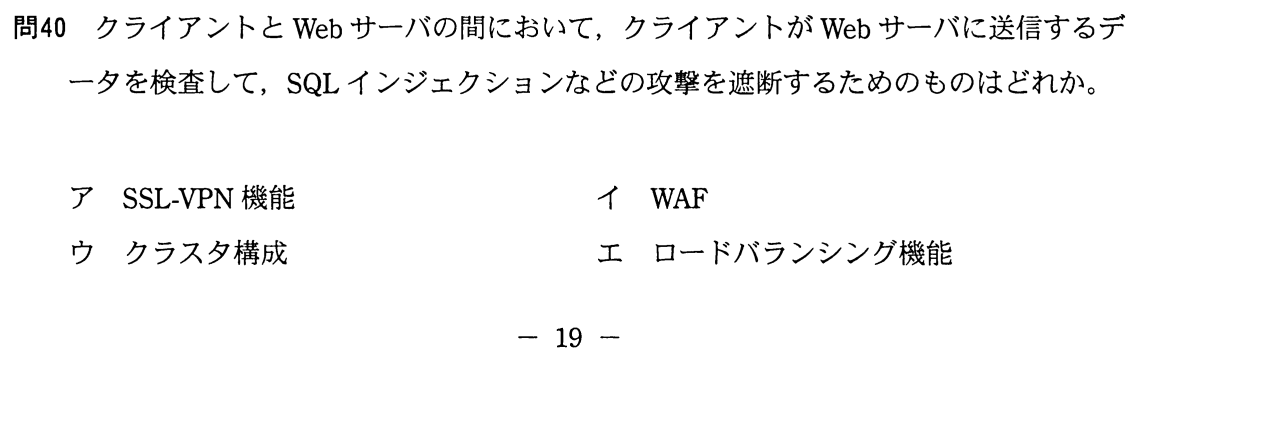 問40　クライアントと Web サーバの間において，クライアントが Web サーバに送信するデ
ータを検査して，SQL インジェクションなどの攻撃を遮断するためのものはどれか。
ア　SSL-VPN 機能　イ　WAF
ウ　クラスタ構成　エ　ロードバランシング機能
－ 19 －